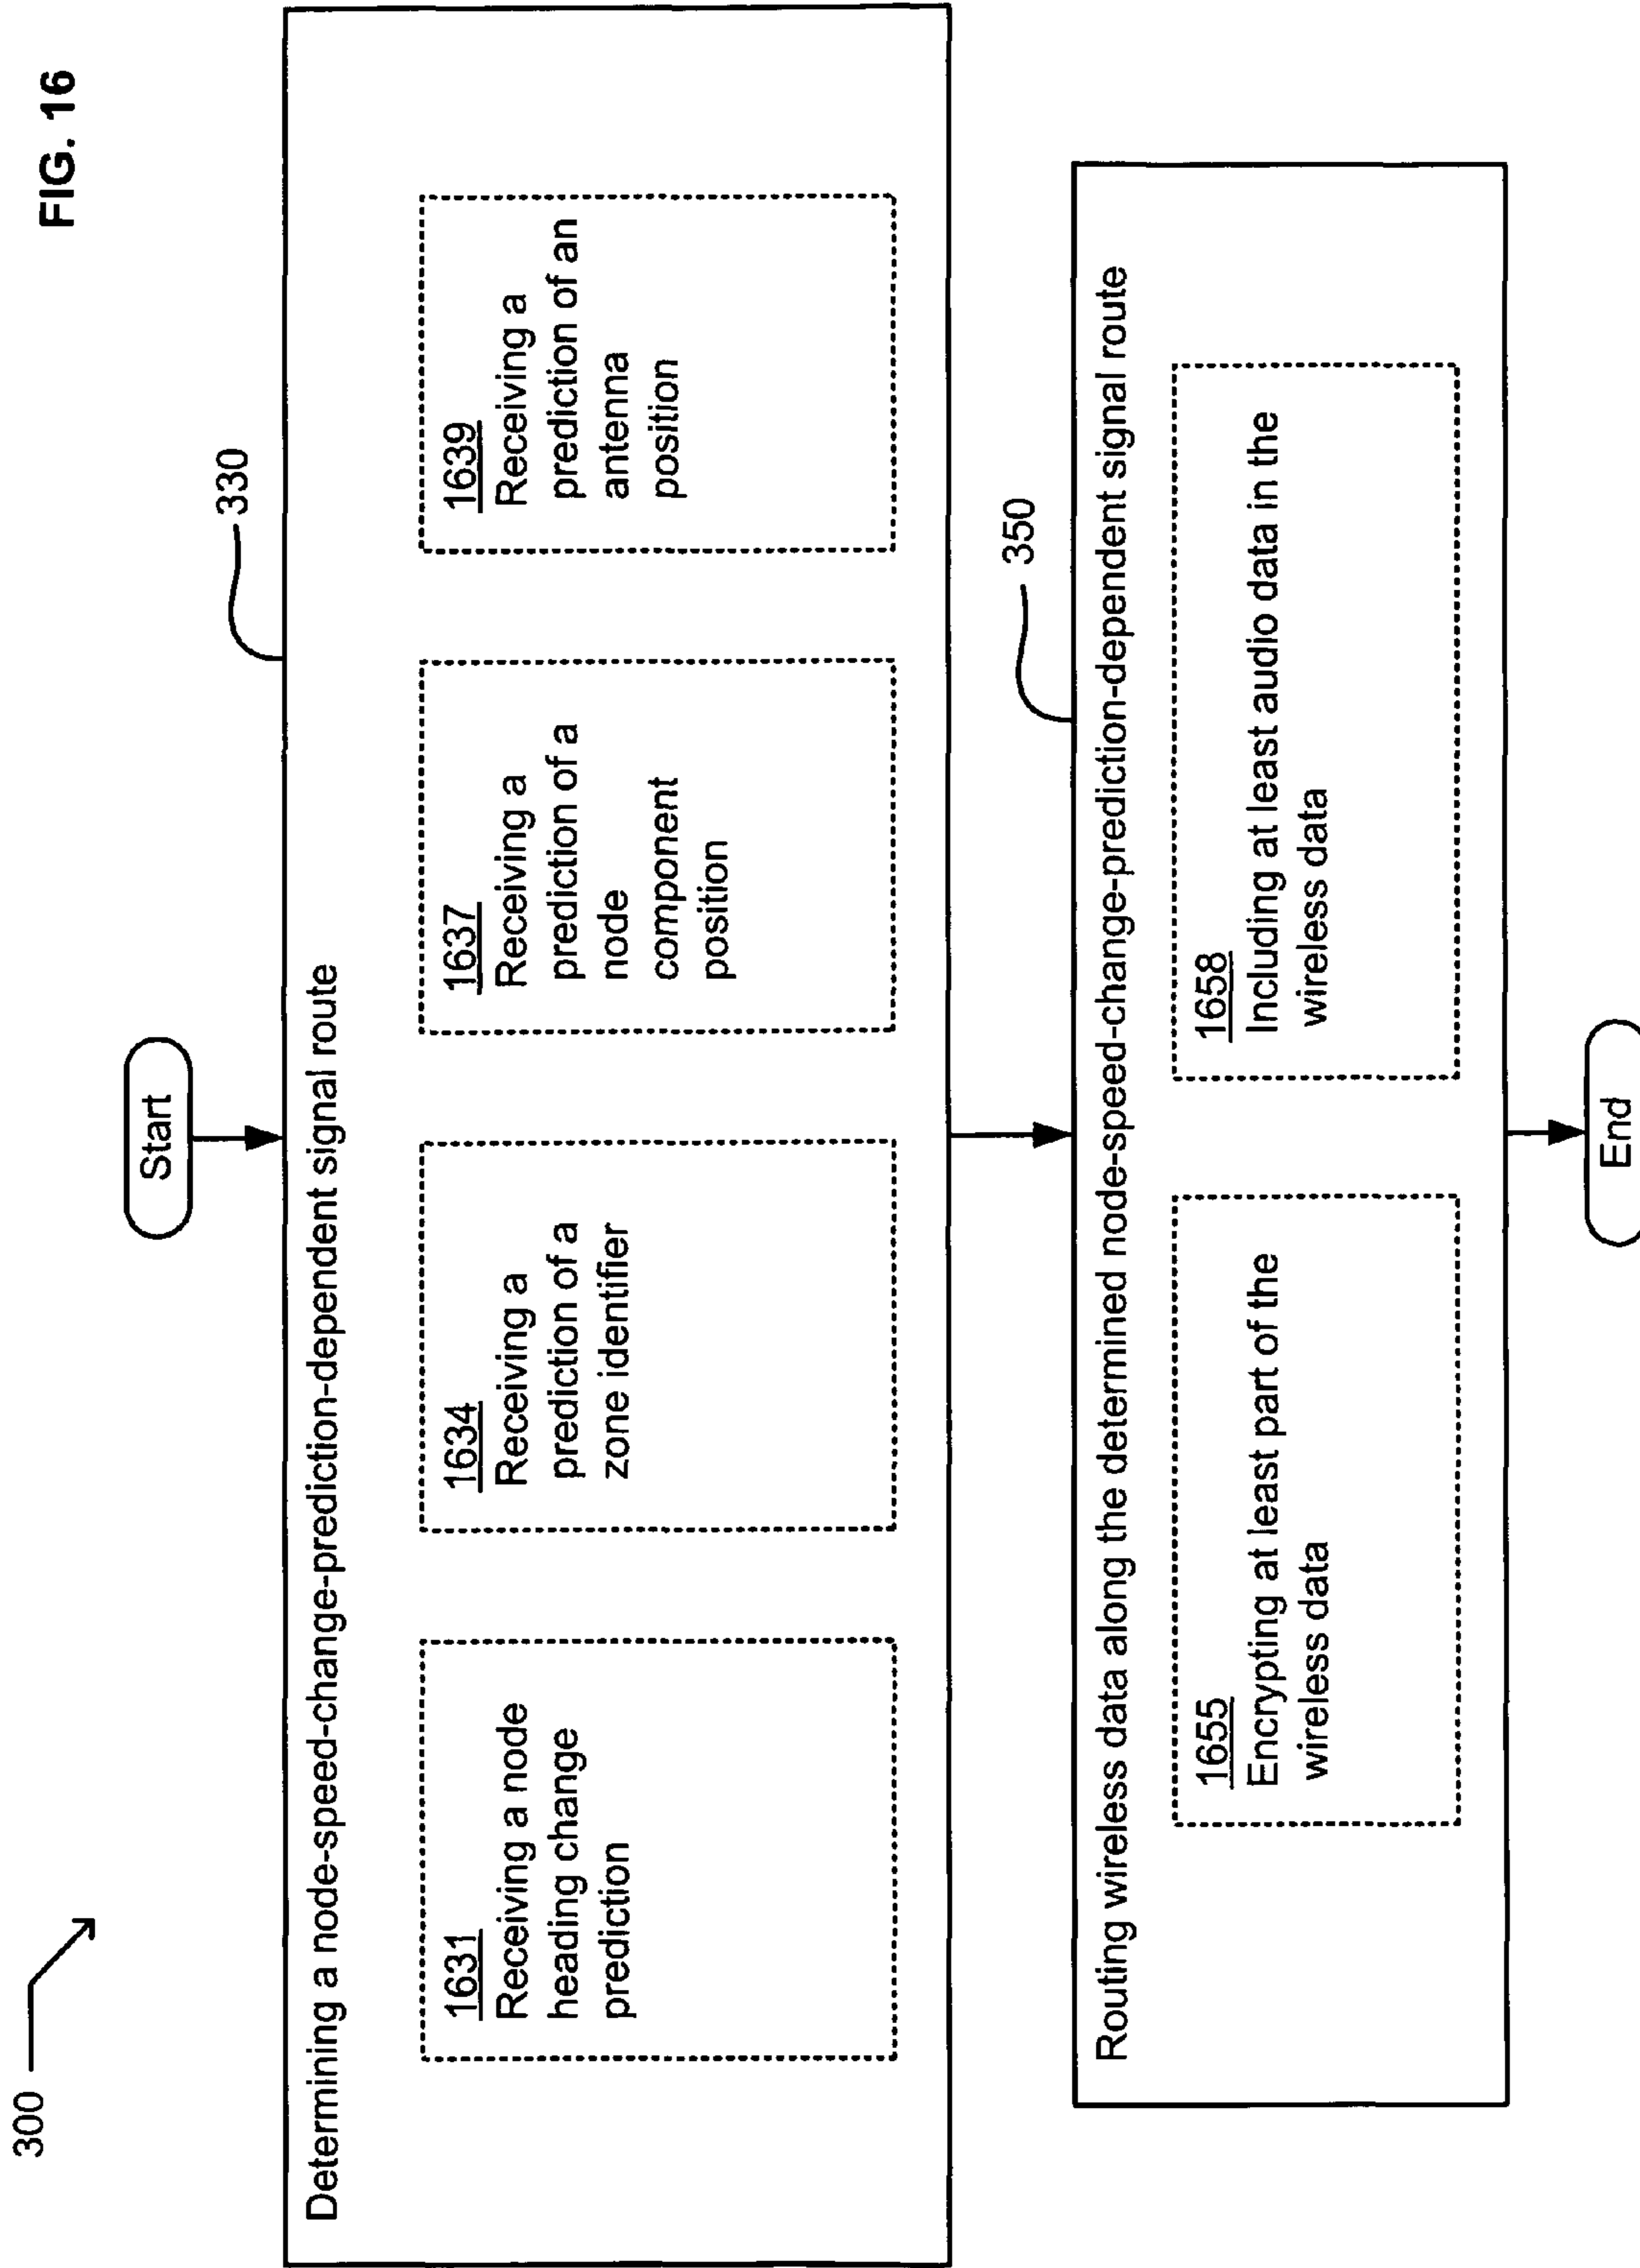 FIG. 16
300
Start
330
Determining a node-speed-change-prediction-dependent signal route
1631
Receiving a node
heading change
prediction
1634
Receiving a
prediction of a
zone identifier
1637
Receiving a
prediction of a
node
component
position
1639
Receiving a
prediction of an
antenna
position
350
Routing wireless data along the determined node-speed-change-prediction-dependent signal route
1655
Encrypting at least part of the
wireless data
1658
Including at least audio data in the
wireless data
End